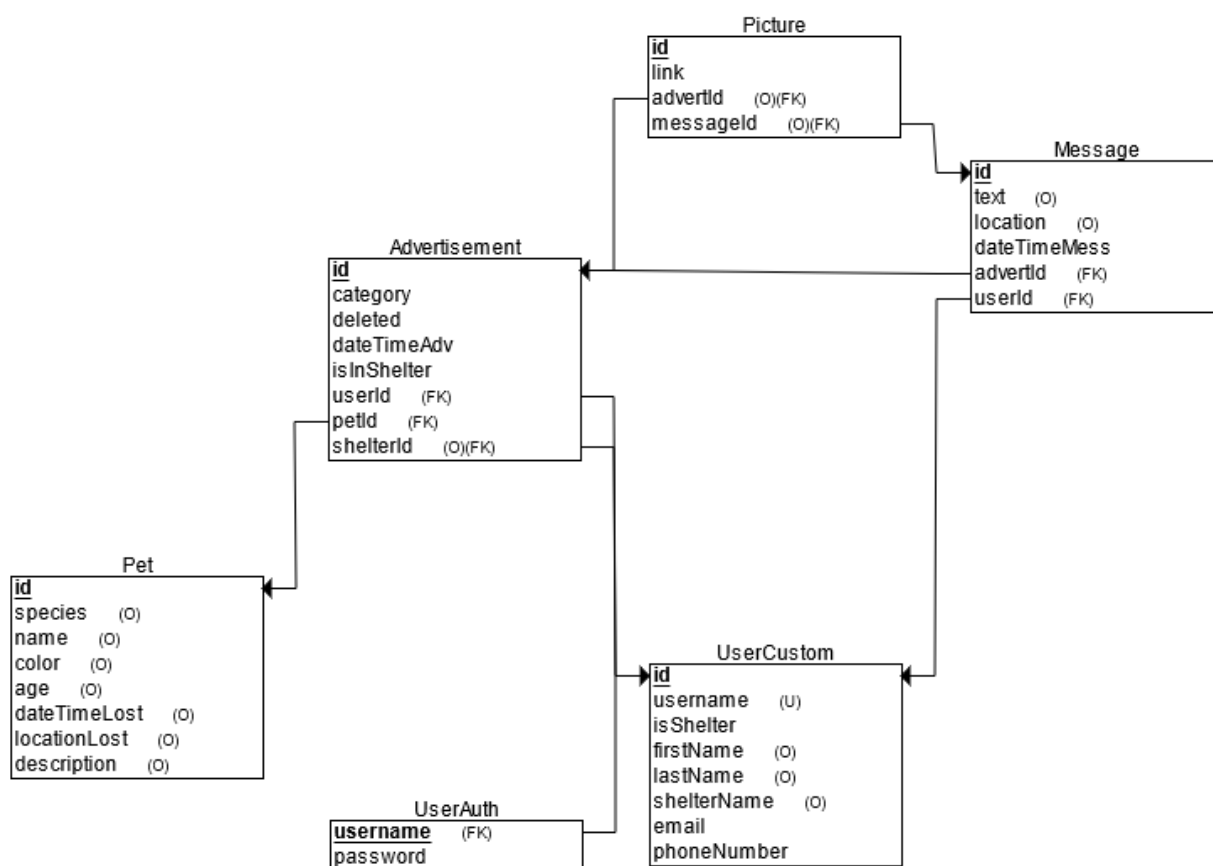 Picture
id
link
advertId (O)(FK)
messageId (O)(FK)
Message
id
text (O)
location (O)
dateTimeMess
advertId (FK)
userId (FK)
Advertisement
id
category
deleted
dateTimeAdv
isInShelter
userId (FK)
petId (FK)
shelterId (O)(FK)
Pet
id
species (O)
name (O)
color (O)
age (O)
dateTimeLost (O)
locationLost (O)
description (O)
UserCustom
id
username (U)
isShelter
firstName (O)
lastName (O)
shelterName (O)
email
phoneNumber
UserAuth
username (FK)
password